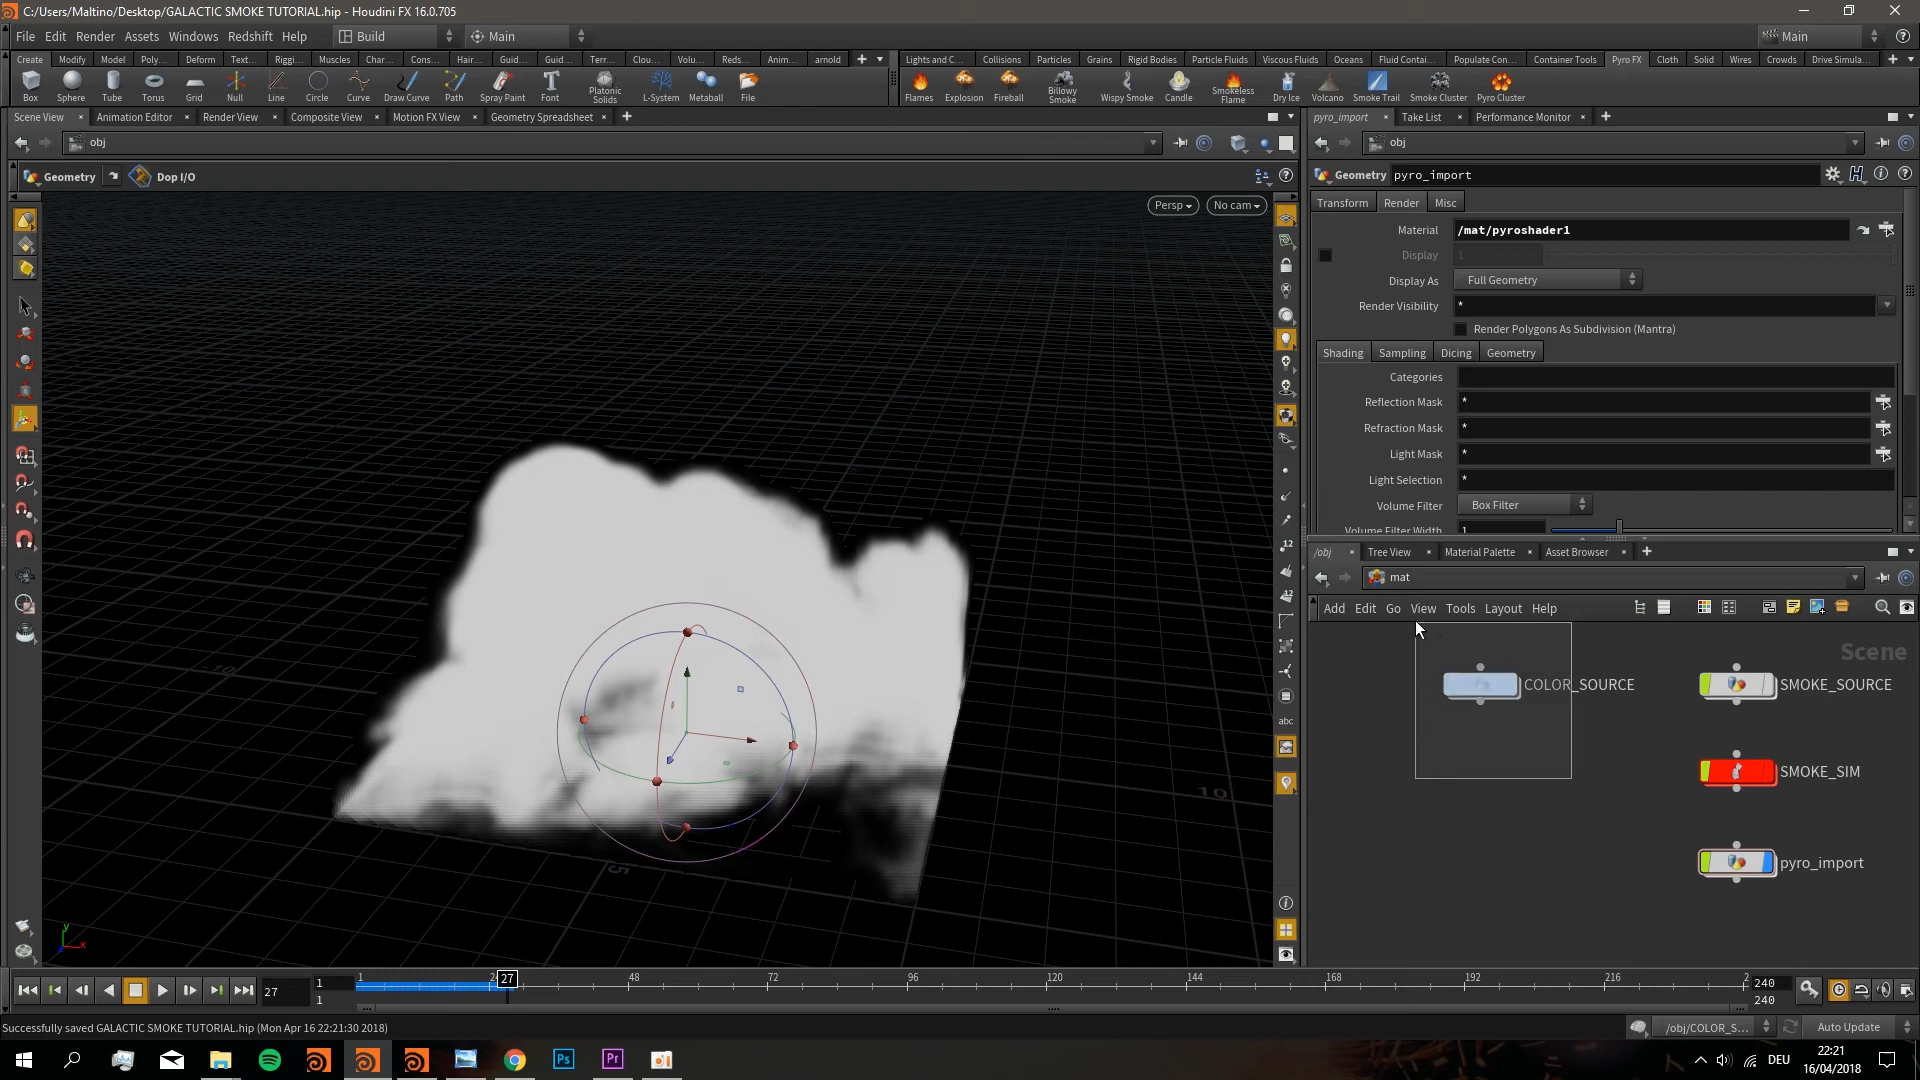 C:/Users/Maltino/Desktop/GALACTIC SMOKE TUTORIAL.hip - Houdini FX 16.0.705
File Edit Render Assets Windows Redshift Help Build Main Main
Create Modify Model Poly... Deform Text... Riggi... Muscles Char... Cons... Hair... Guid... Guid... Terr... Clou... Volu... Reds... Anim... arnold
Lights and C... Collisions Particles Grains Rigid Bodies Particle Fluids Viscous Fluids Oceans Fluid Contai... Populate Con... Container Tools Pyro FX Cloth Solid Wires Crowds Drive Simula...
Box Sphere Tube Torus Grid Null Line Circle Curve Draw Curve Path Spray Paint Font Platonic Solids L-System Metaball File
Flames Explosion Fireball Billowy Smoke Wispy Smoke Candle Smokeless Flame Dry Ice Volcano Smoke Trail Smoke Cluster Pyro Cluster
Scene View Animation Editor Render View Composite View Motion FX View Geometry Spreadsheet
pyro_import Take List Performance Monitor
obj
obj
Geometry Dop I/O
Geometry pyro_import
Persp No cam
Transform Render Misc
Material /mat/pyroshader1
Display 1
Display As Full Geometry
Render Visibility *
Render Polygons As Subdivision (Mantra)
Shading Sampling Dicing Geometry
Categories
Reflection Mask *
Refraction Mask *
Light Mask *
Light Selection *
Volume Filter Box Filter
Volume Filter Width 1
/obj Tree View Material Palette Asset Browser
mat
Add Edit Go View Tools Layout Help
Scene
COLOR_SOURCE
SMOKE_SOURCE
SMOKE_SIM
pyro_import
12
12
abc
10
5
10
y
x
27 1 1
1 27 48 72 96 120 144 168 192 216 2
240 240
Successfully saved GALACTIC SMOKE TUTORIAL.hip (Mon Apr 16 22:21:30 2018)
/obj/COLOR_S... Auto Update
Ps Pr
DEU
22:21
16/04/2018